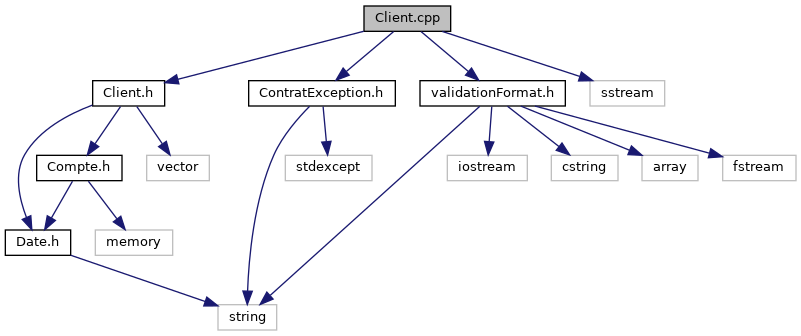 Client.cpp
Client.h
ContratException.h
validationFormat.h
sstream
Compte.h
vector
stdexcept
iostream
cstring
array
fstream
Date.h
memory
string